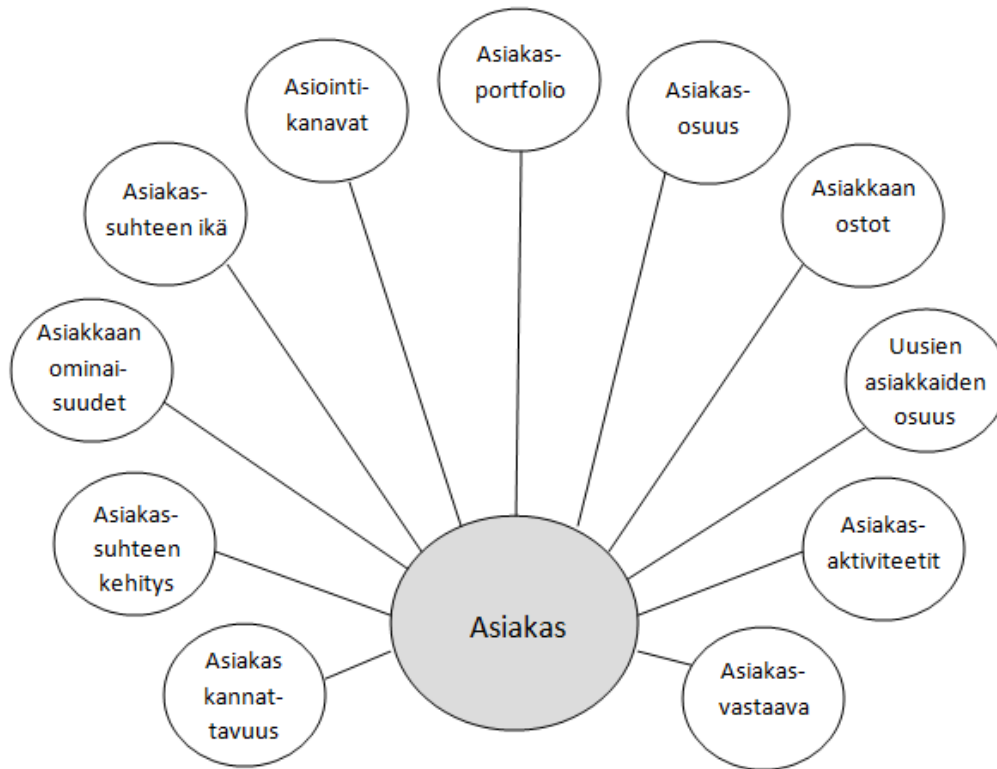 Asiakas-
portfolio
Asiointi-
kanavat
Asiakas-
osuus
Asiakas-
suhteen ikä
Asiakkaan
ostot
Asiakkaan
ominai-
suudet
Uusien
asiakkaiden
osuus
Asiakas-
suhteen
kehitys
Asiakas-
aktiviteetit
Asiakas
Asiakas
kannat-
tavuus
Asiakas-
vastaava